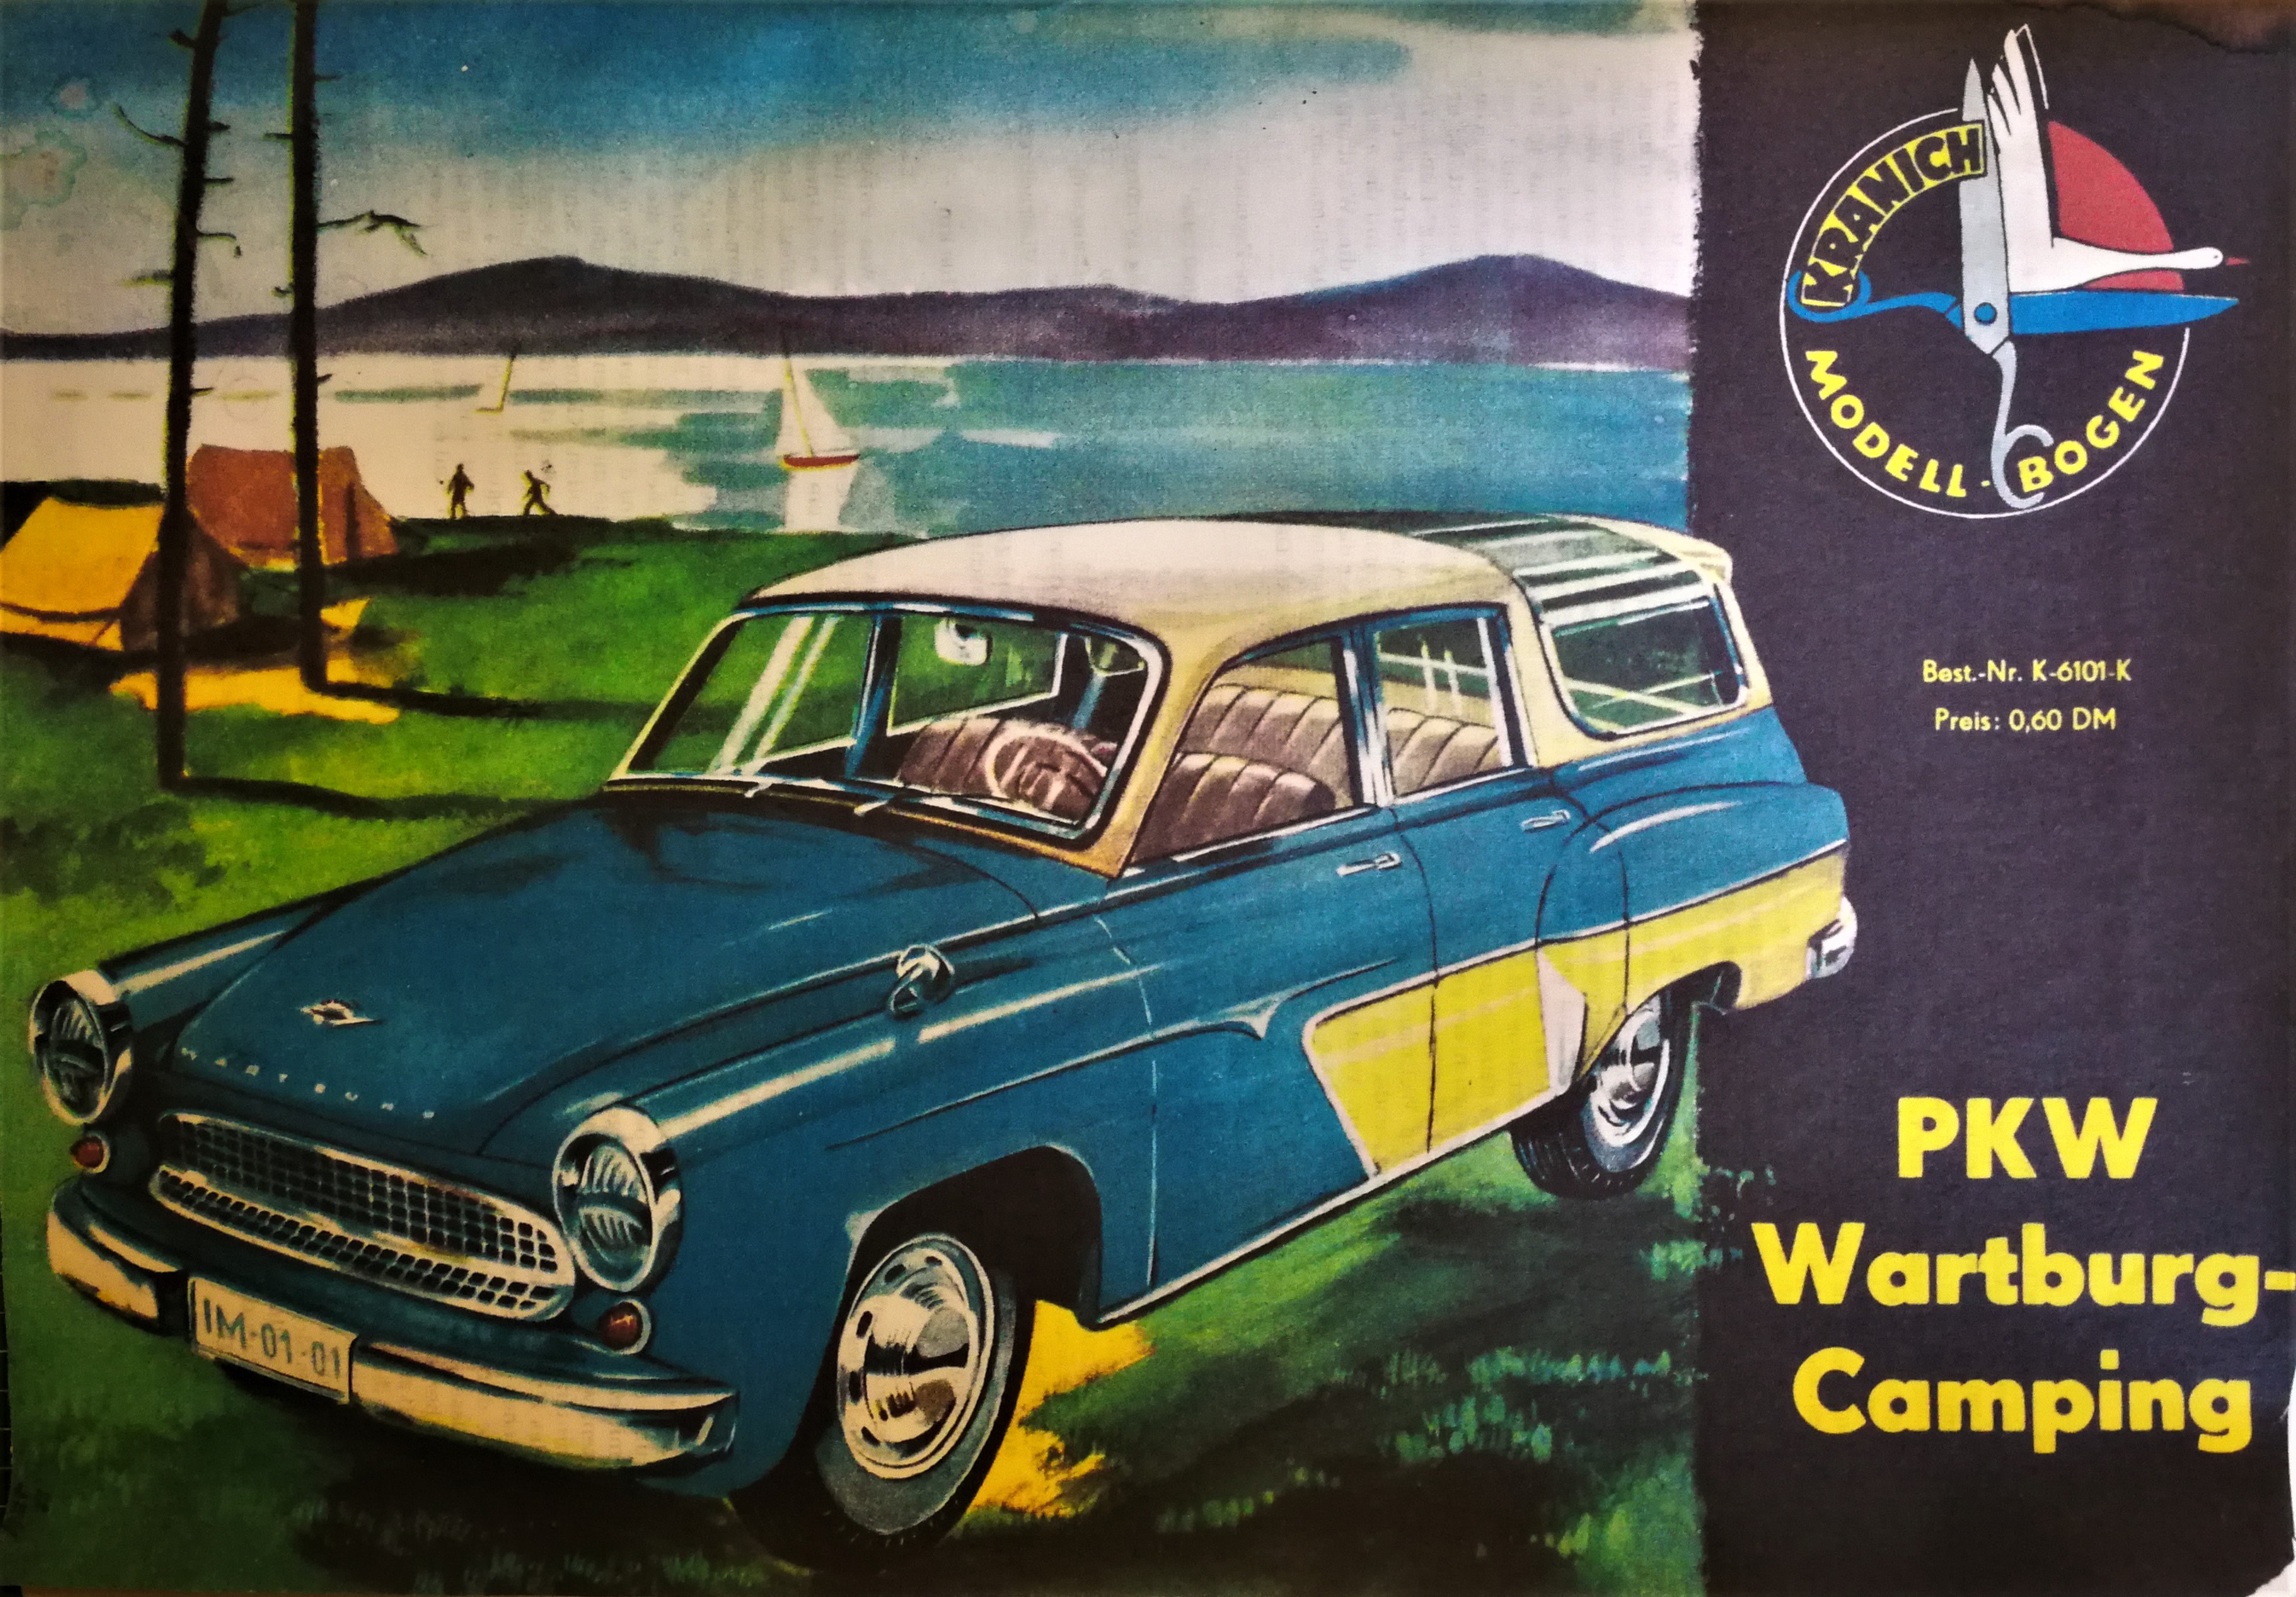 KRANICH
MODELL-BOGEN
Best.-Nr. K-6101-K
Preis: 0,60 DM
PKW
Wartburg-
Camping
WARTBURG
IM-01-01